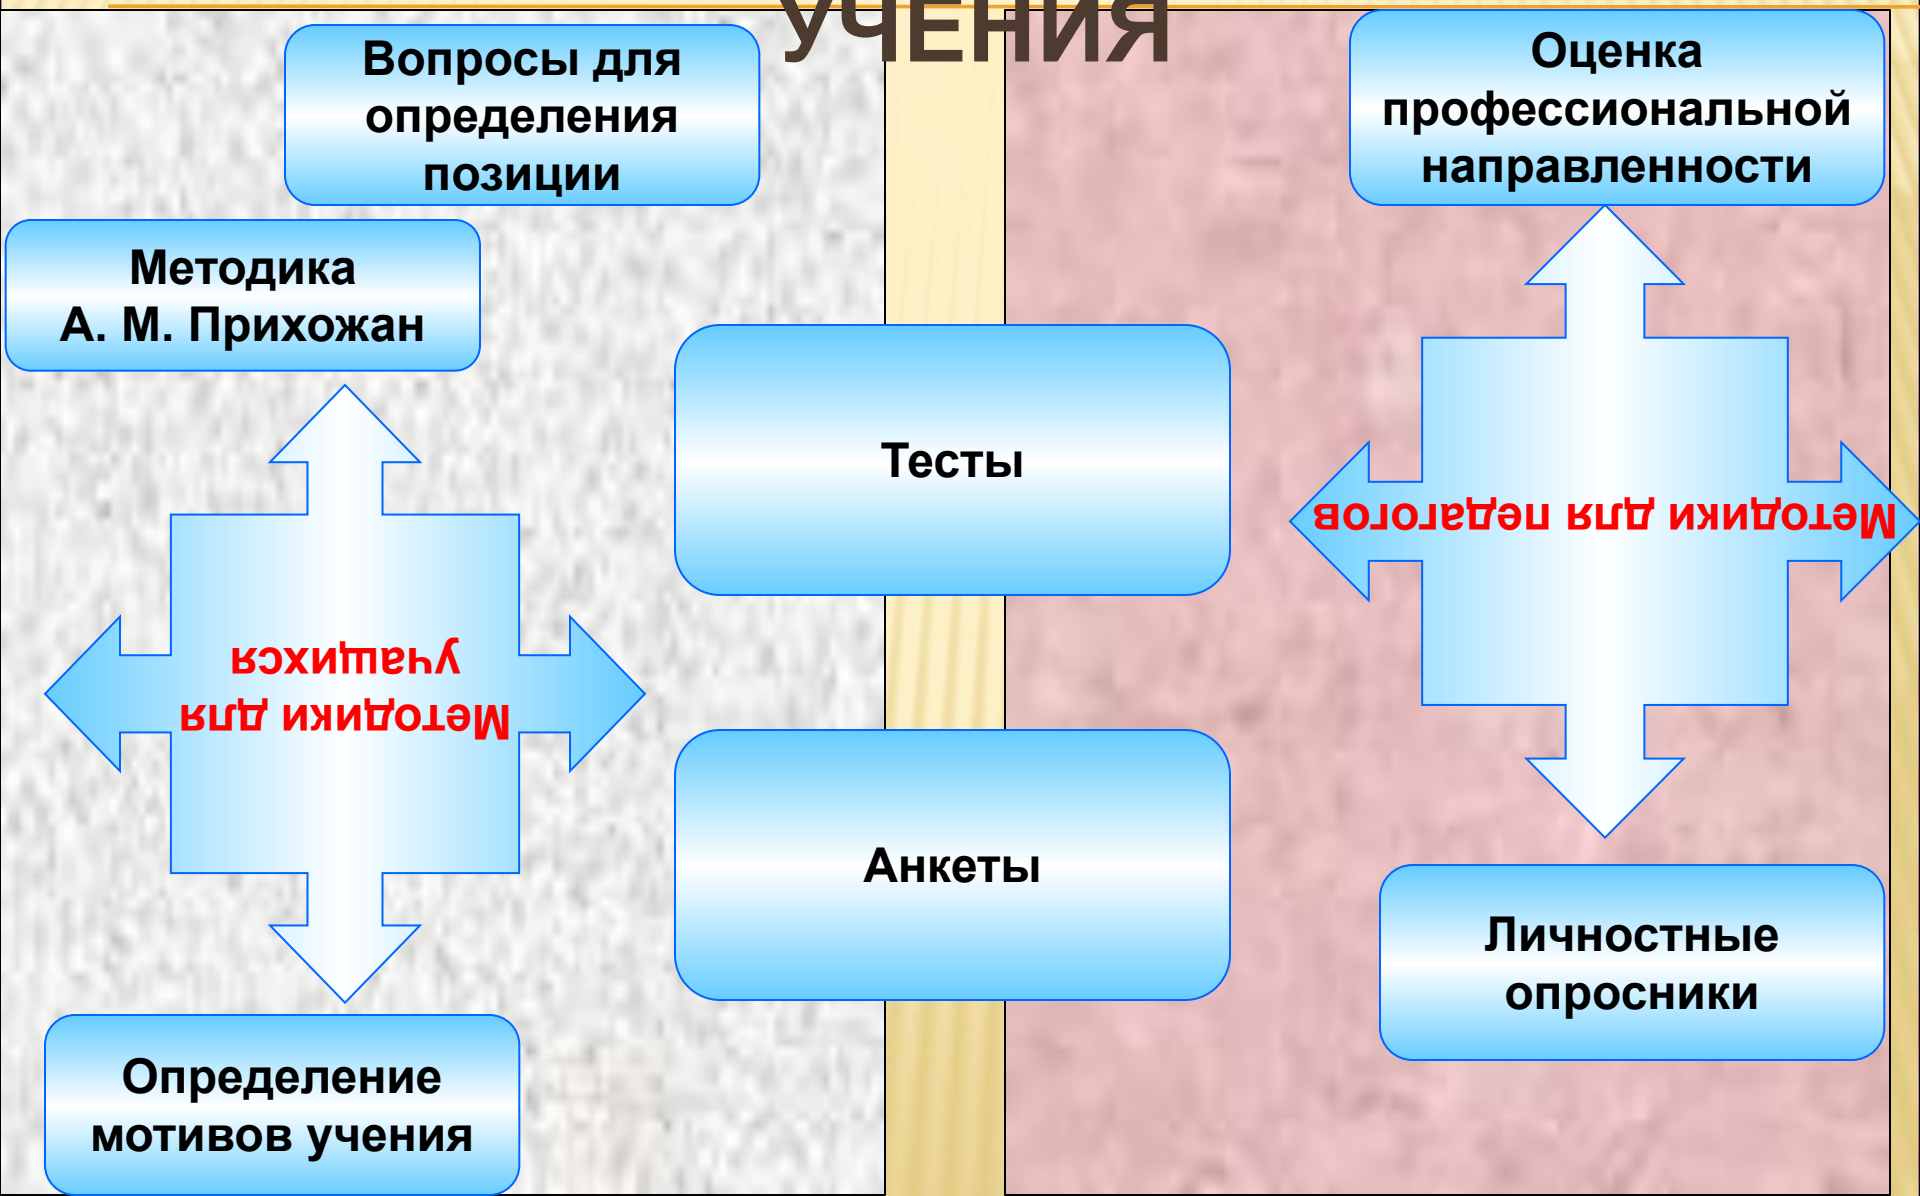 УЧЕНИЯ
Вопросы для
определения
позиции
Оценка
профессиональной
направленности
Методика
А. М. Прихожан
Тесты
Методики для педагогов
Методики для
учащихся
Анкеты
Личностные
опросники
Определение
мотивов учения